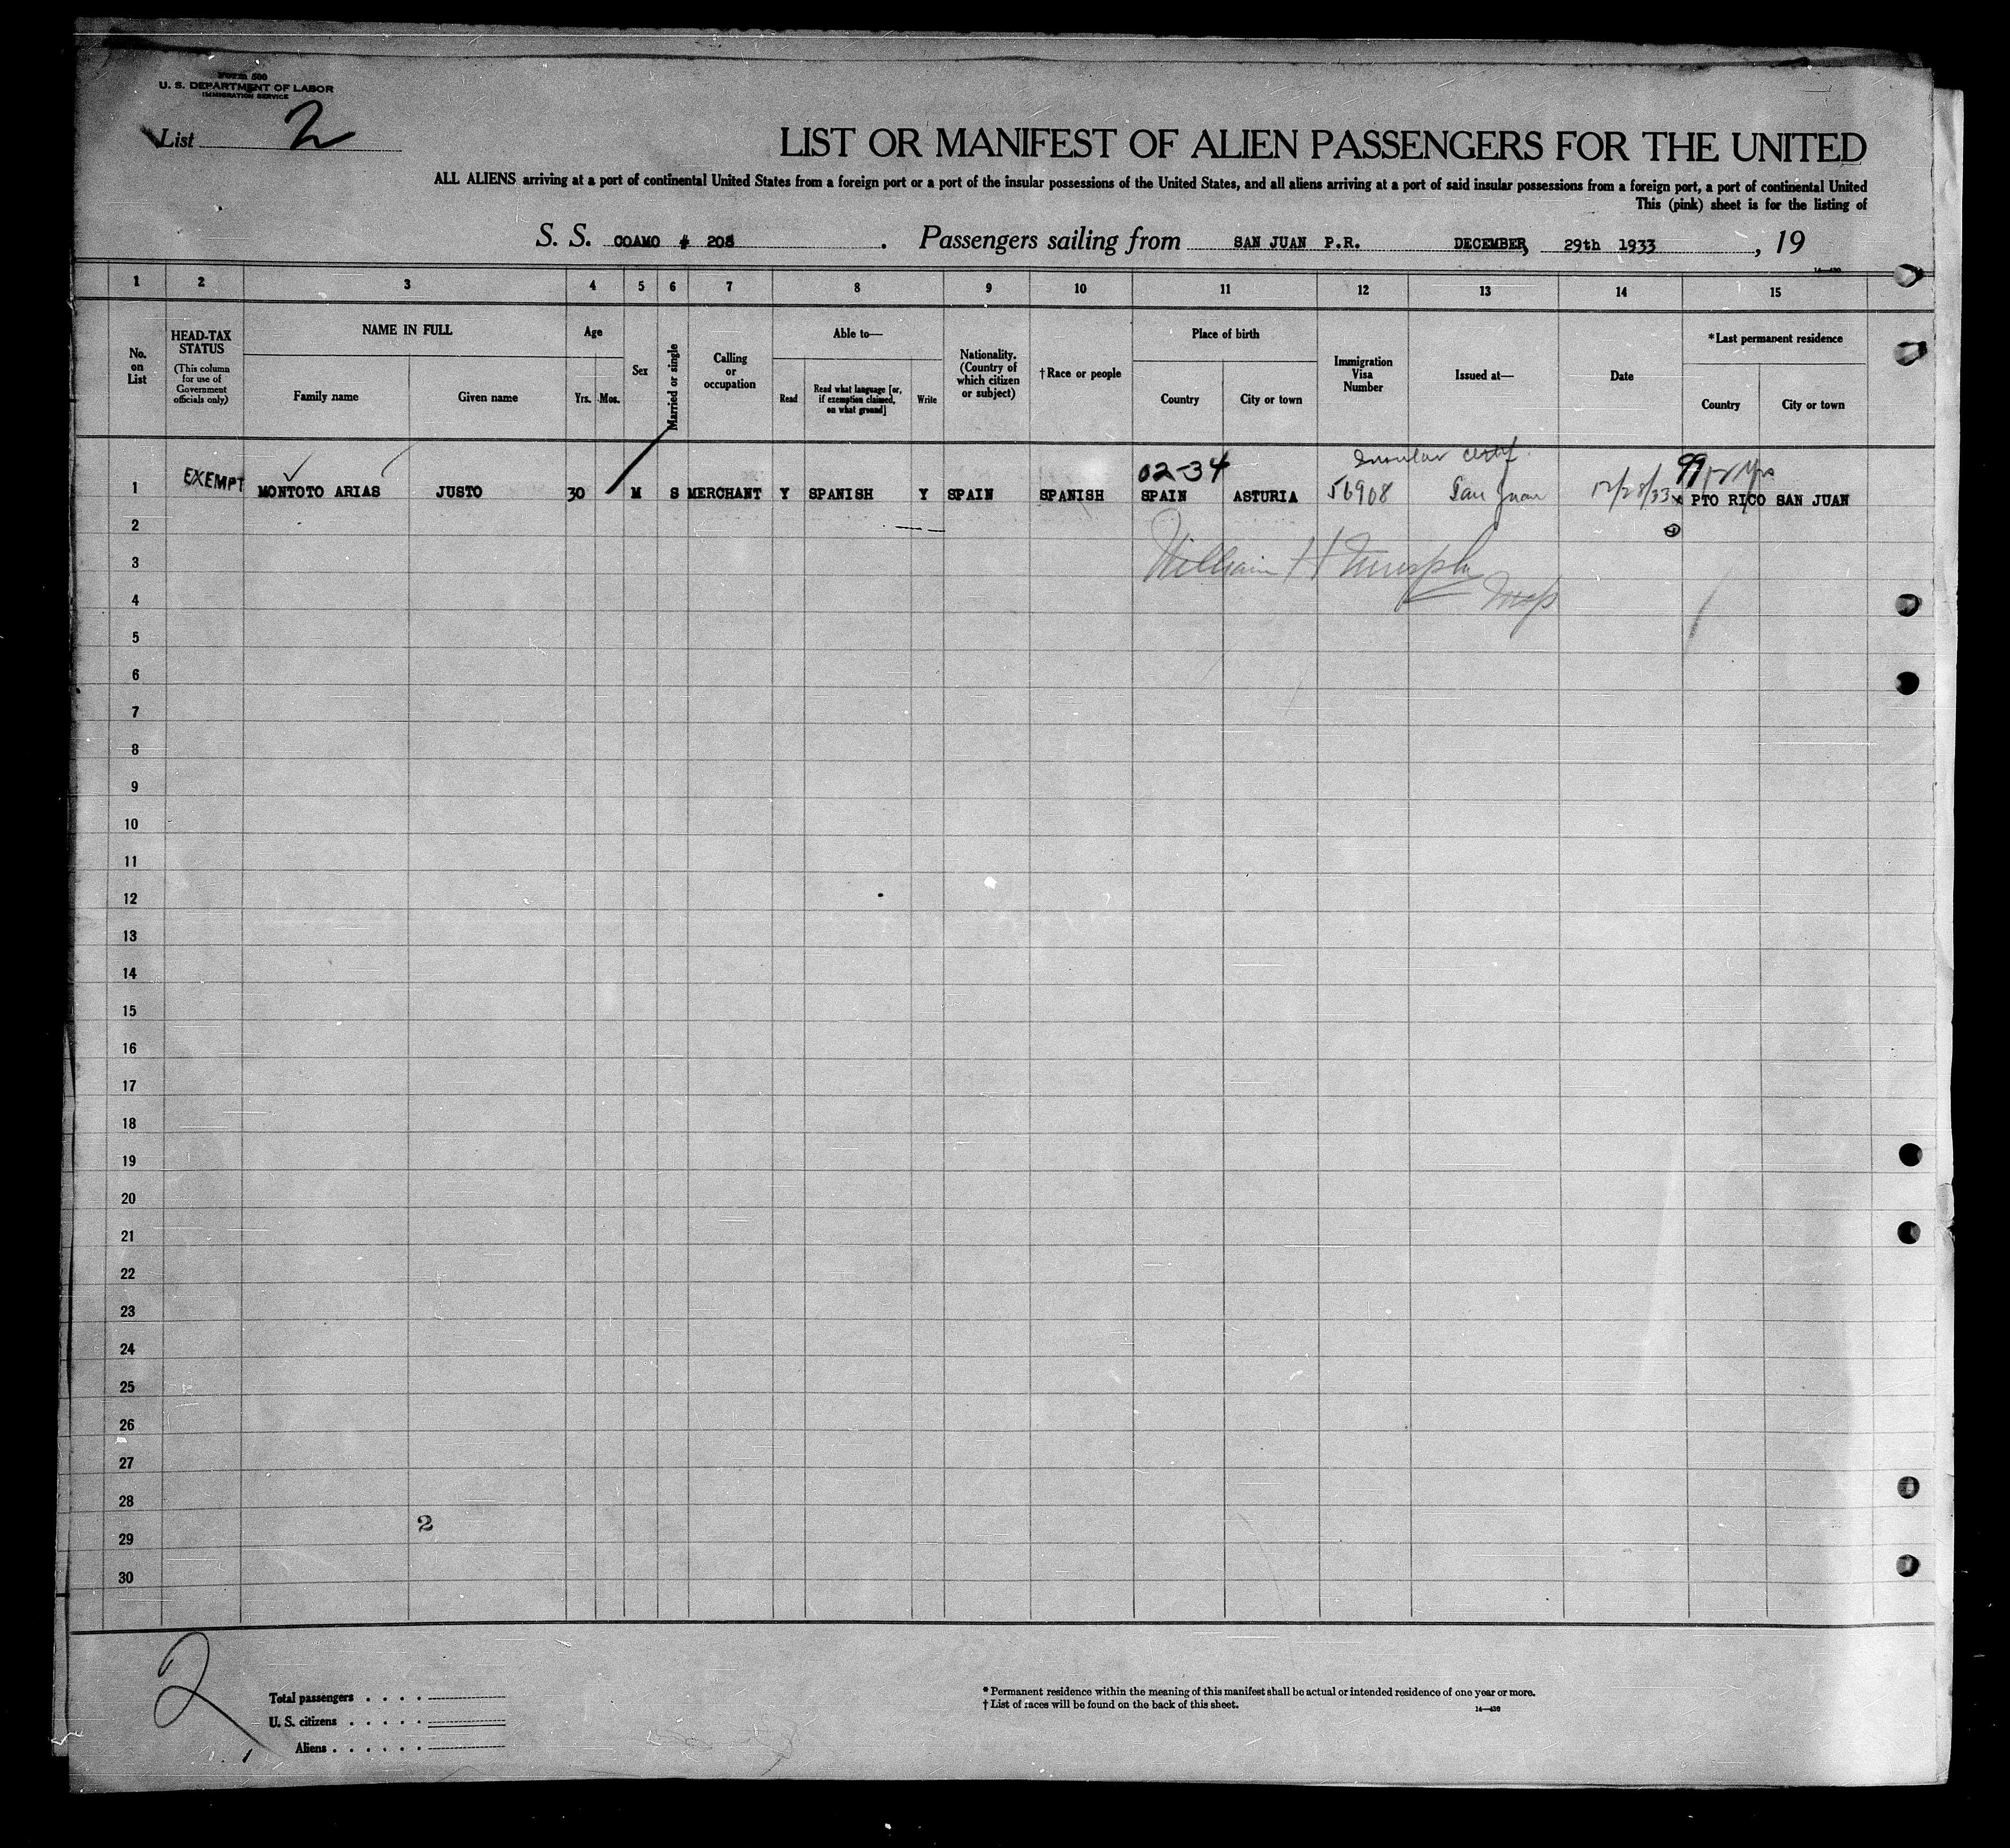 Form 500
U. S. DEPARTMENT OF LABOR
IMMIGRATION SERVICE
List 2
LIST OR MANIFEST OF ALIEN PASSENGERS FOR THE UNITED
ALL ALIENS arriving at a port of continental United States from a foreign port or a port of the insular possessions of the United States, and all aliens arriving at a port of said insular possessions from a foreign port, a port of continental United
This (pink) sheet is for the listing of
S. S. COAMO # 208 . Passengers sailing from SAN JUAN P.R. DECEMBER, 29th 1933 , 19
14—430
1 2 3 4 5 6 7 8 9 10 11 12 13 14 15
No. on List
HEAD-TAX STATUS
(This column for use of Government officials only)
NAME IN FULL
Family name Given name
Age
Yrs. Mos.
Sex
Married or single
Calling or occupation
Able to—
Read Read what language [or, if exemption claimed, on what ground] Write
Nationality. (Country of which citizen or subject)
†Race or people
Place of birth
Country City or town
Immigration Visa Number
Issued at—
Date
*Last permanent residence
Country City or town
02-34 Insular certif. 99
1 EXEMPT MONTOTO ARIAS JUSTO 30 M S MERCHANT Y SPANISH Y SPAIN SPANISH SPAIN ASTURIA 56908 San Juan 12/28/33 x PTO RICO SAN JUAN
2
3 William H Murphy
4
5
6
7
8
9
10
11
12
13
14
15
16
17
18
19
20
21
22
23
24
25
26
27
28
2
29
30
2
Total passengers
U. S. citizens
Aliens
* Permanent residence within the meaning of this manifest shall be actual or intended residence of one year or more.
† List of races will be found on the back of this sheet.
14—430